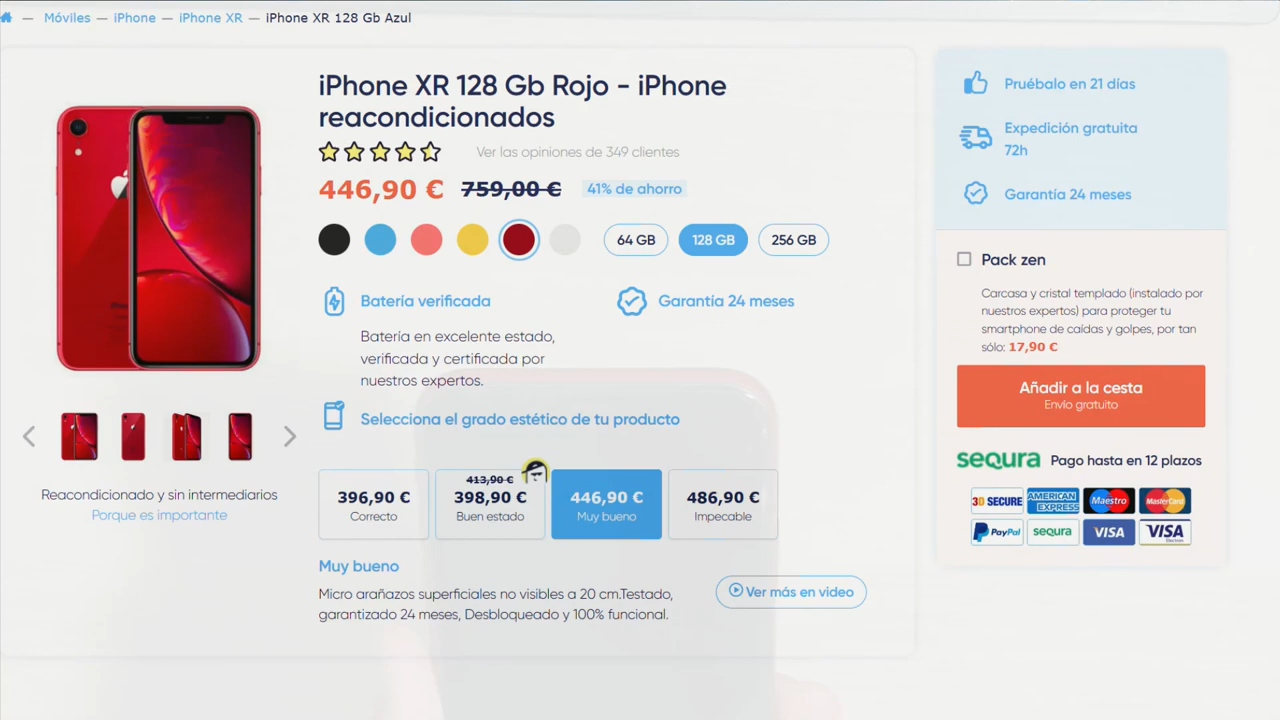 — Móviles — iPhone — iPhone XR — iPhone XR 128 Gb Azul
iPhone XR 128 Gb Rojo - iPhone
reacondicionados
Ver las opiniones de 349 clientes
446,90 € 759,00 € 41% de ahorro
64 GB 128 GB 256 GB
Batería verificada
Garantía 24 meses
Batería en excelente estado,
verificada y certificada por
nuestros expertos.
Selecciona el grado estético de tu producto
396,90 €
Correcto
413,90 €
398,90 €
Buen estado
446,90 €
Muy bueno
486,90 €
Impecable
Muy bueno
Micro arañazos superficiales no visibles a 20 cm.Testado,
garantizado 24 meses, Desbloqueado y 100% funcional.
Ver más en video
Reacondicionado y sin intermediarios
Porque es importante
Pruébalo en 21 días
Expedición gratuita
72h
Garantía 24 meses
Pack zen
Carcasa y cristal templado (instalado por
nuestros expertos) para proteger tu
smartphone de caídas y golpes, por tan
sólo: 17,90 €
Añadir a la cesta
Envío gratuito
seQura Pago hasta en 12 plazos
3D SECURE AMERICAN EXPRESS Maestro MasterCard
PayPal seQura VISA VISA Electron